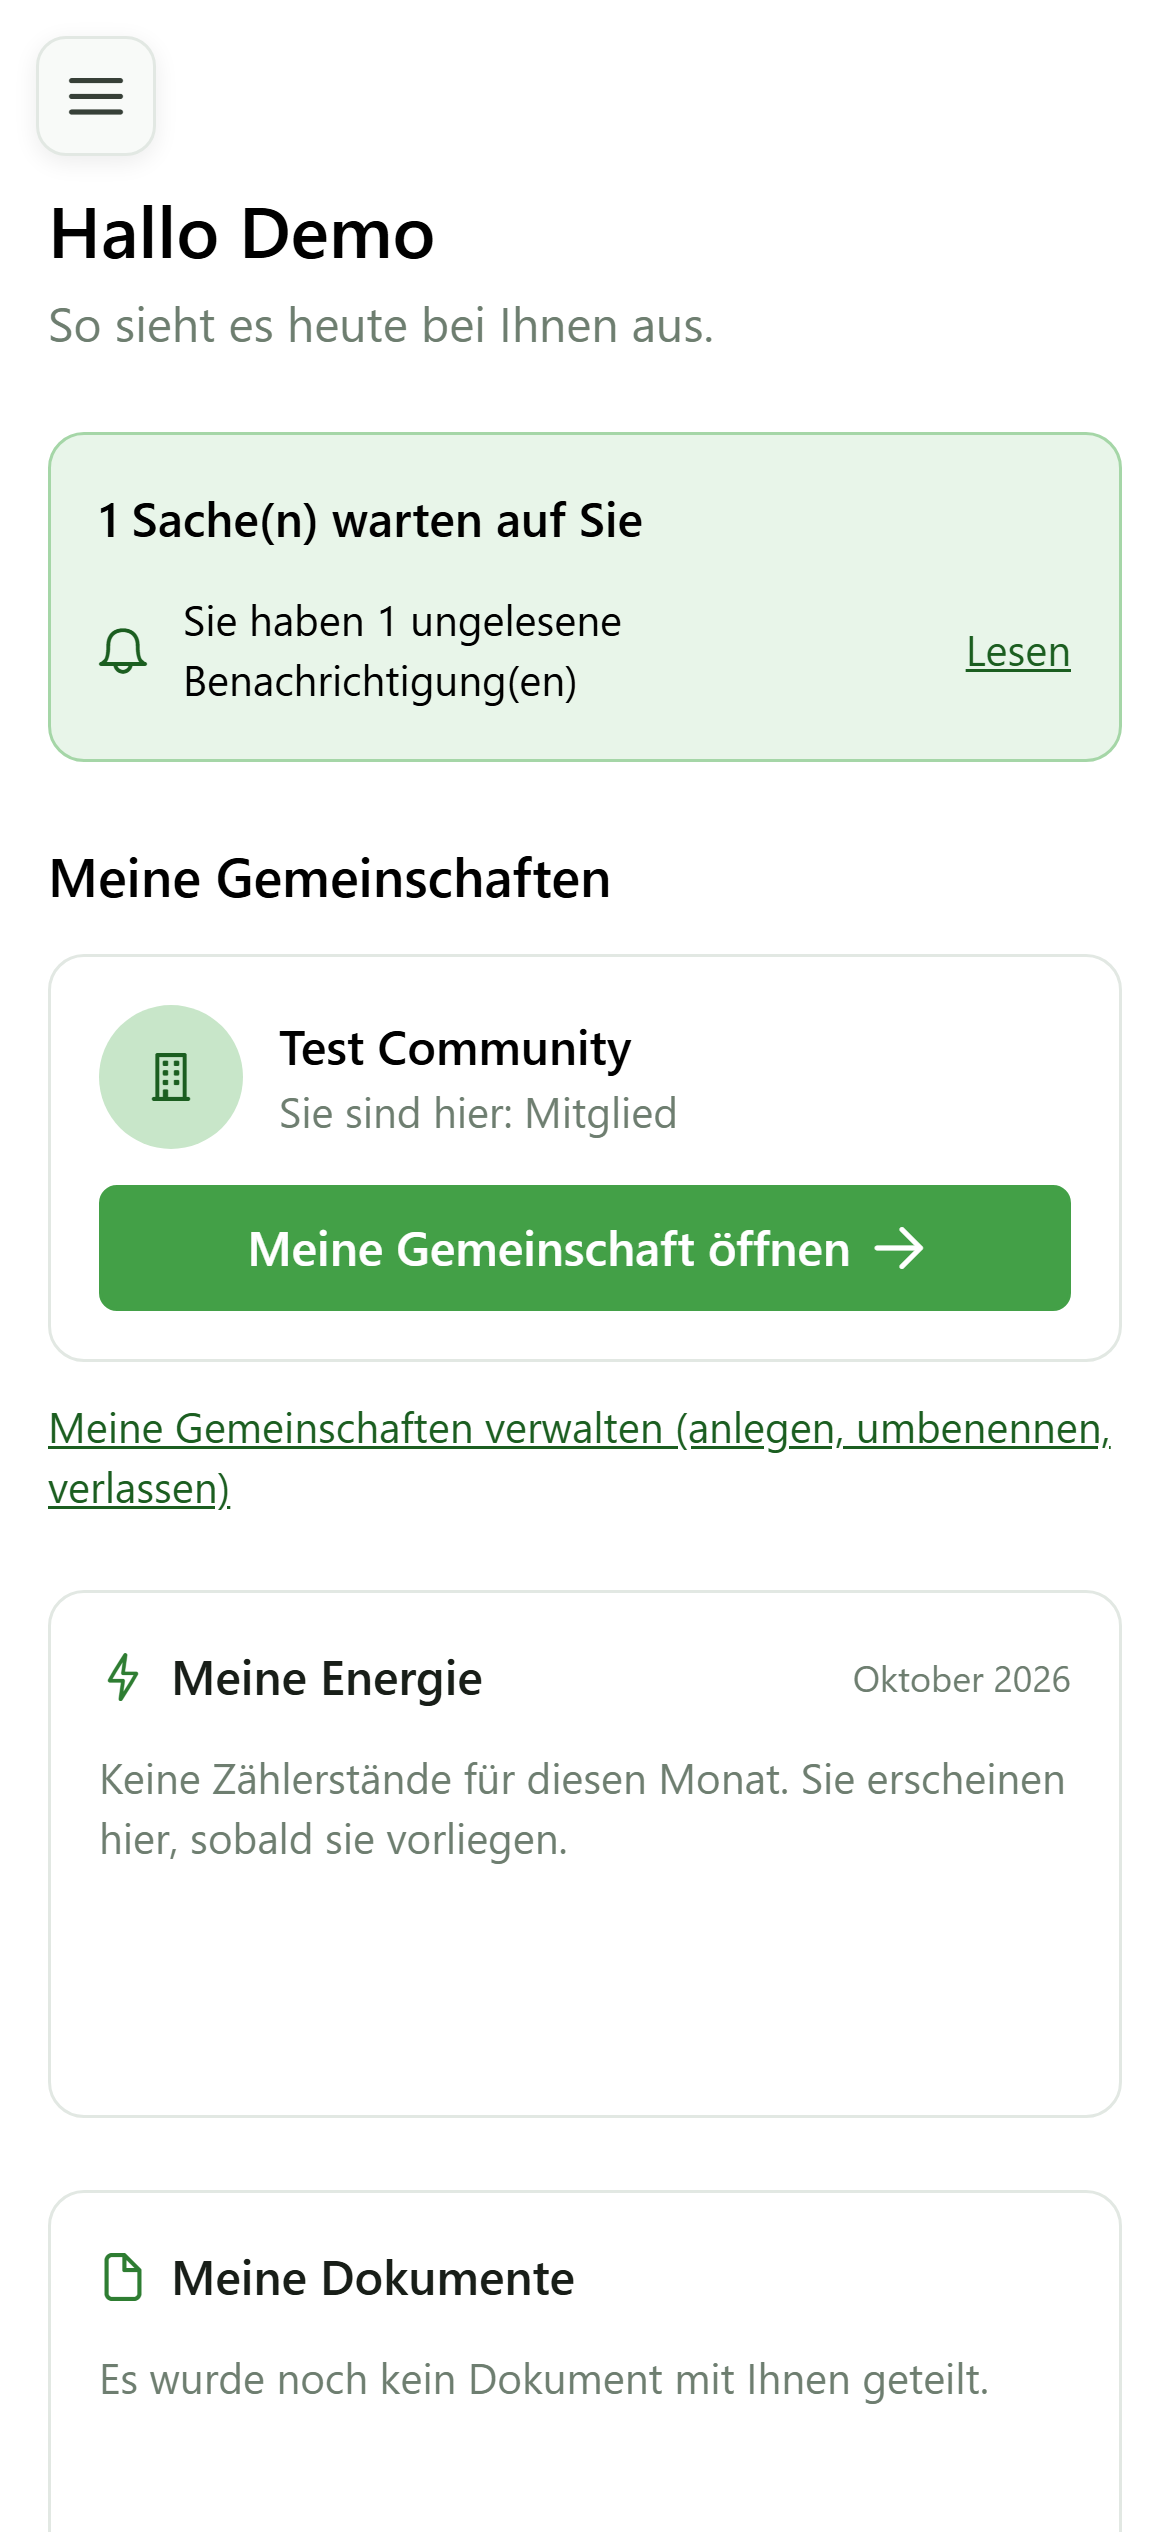 Hallo Demo
So sieht es heute bei Ihnen aus.
1 Sache(n) warten auf Sie
Sie haben 1 ungelesene
Benachrichtigung(en)
Lesen
Meine Gemeinschaften
Test Community
Sie sind hier: Mitglied
Meine Gemeinschaft öffnen →
Meine Gemeinschaften verwalten (anlegen, umbenennen,
verlassen)
Meine Energie
Oktober 2026
Keine Zählerstände für diesen Monat. Sie erscheinen
hier, sobald sie vorliegen.
Meine Dokumente
Es wurde noch kein Dokument mit Ihnen geteilt.